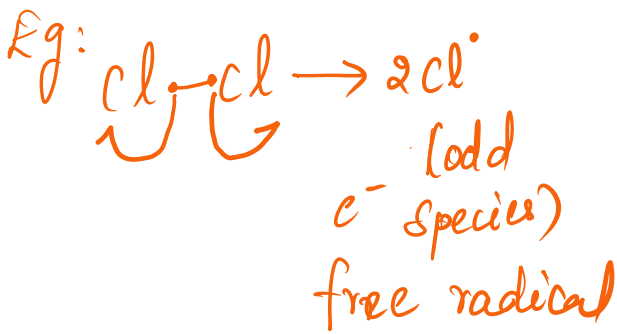 Eg:
Cl–Cl → 2Cl•
(odd
e⁻ species)
free radical